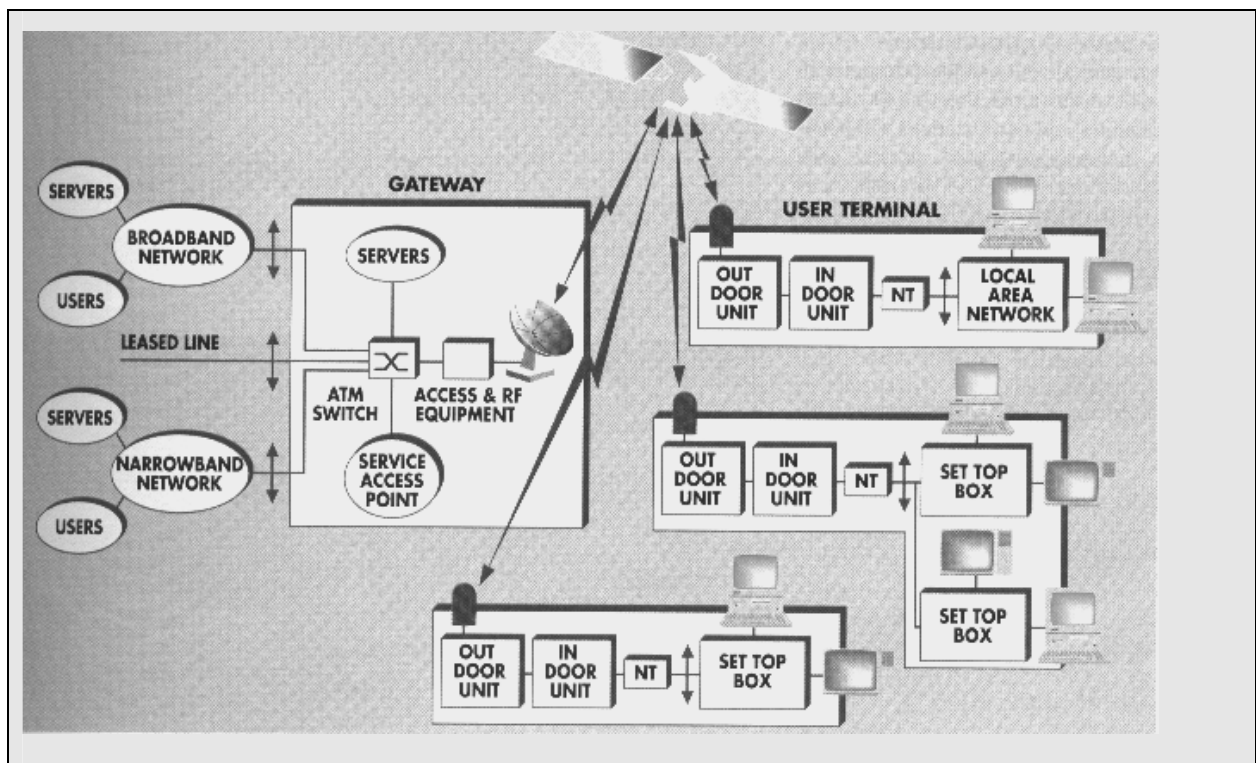 GATEWAY
SERVERS
BROADBAND
NETWORK
USERS
SERVERS
LEASED LINE
ATM
SWITCH
ACCESS & RF
EQUIPMENT
SERVERS
NARROWBAND
NETWORK
USERS
SERVICE
ACCESS
POINT
USER TERMINAL
OUT
DOOR
UNIT
IN
DOOR
UNIT
NT
LOCAL
AREA
NETWORK
OUT
DOOR
UNIT
IN
DOOR
UNIT
NT
SET TOP
BOX
SET TOP
BOX
OUT
DOOR
UNIT
IN
DOOR
UNIT
NT
SET TOP
BOX